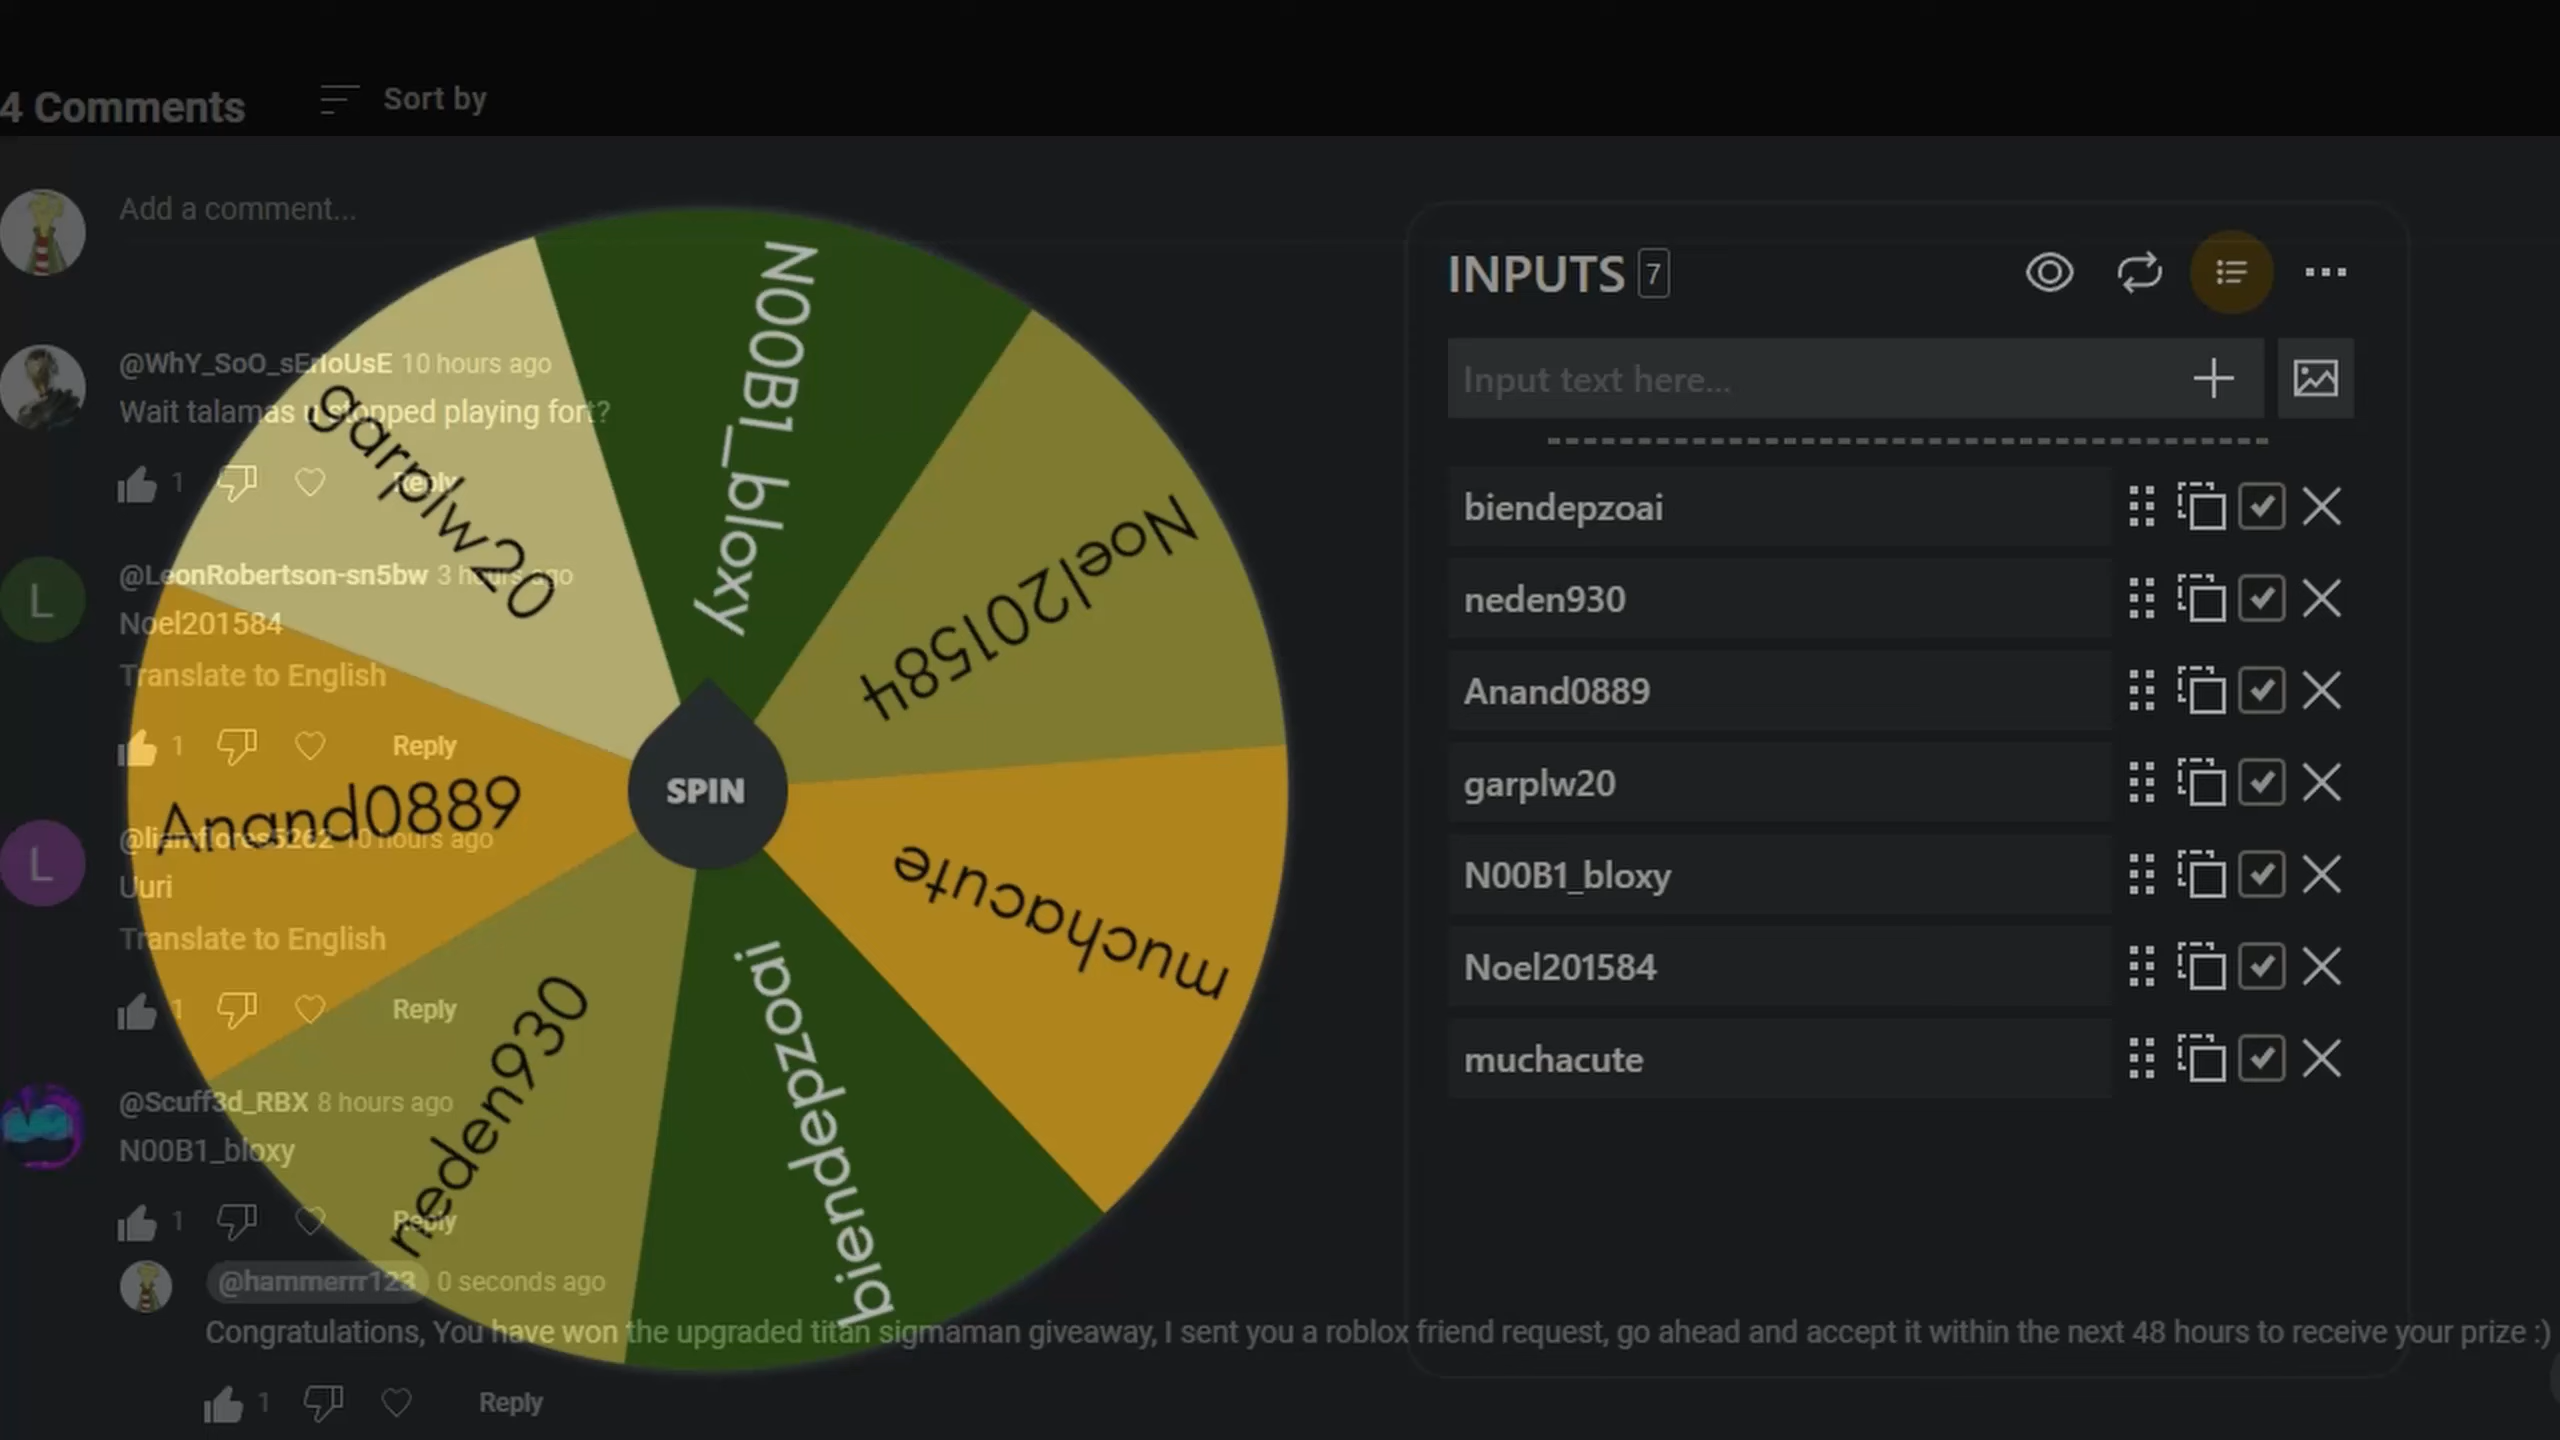 4 Comments
Sort by
Add a comment...
@WhY_SoO_sErIoUsE 10 hours ago
Wait talamas u stopped playing fort?
1
Reply
@LeonRobertson-sn5bw 3 hours ago
Noel201584
Translate to English
1
Reply
@liamflores5262 10 hours ago
Uuri
Translate to English
1
Reply
@Scuff3d_RBX 8 hours ago
N00B1_bloxy
1
Reply
@hammerrr123 0 seconds ago
Congratulations, You have won the upgraded titan sigmaman giveaway, I sent you a roblox friend request, go ahead and accept it within the next 48 hours to receive your prize :)
1
Reply
L
L
N00B1_bloxy
Noel201584
muchacute
biendepzoai
neden930
Anand0889
garplw20
SPIN
INPUTS 7
Input text here...
biendepzoai
neden930
Anand0889
garplw20
N00B1_bloxy
Noel201584
muchacute